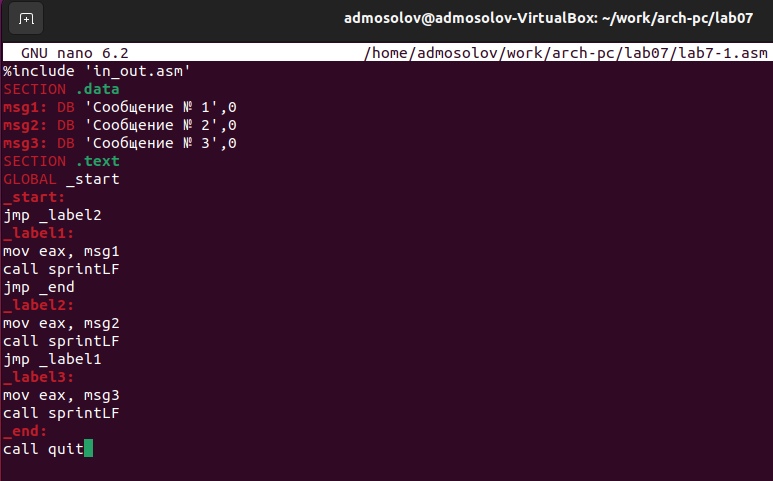 admosolov@admosolov-VirtualBox: ~/work/arch-pc/lab07
GNU nano 6.2 /home/admosolov/work/arch-pc/lab07/lab7-1.asm
%include 'in_out.asm'
SECTION .data
msg1: DB 'Сообщение № 1',0
msg2: DB 'Сообщение № 2',0
msg3: DB 'Сообщение № 3',0
SECTION .text
GLOBAL _start
_start:
jmp _label2
_label1:
mov eax, msg1
call sprintLF
jmp _end
_label2:
mov eax, msg2
call sprintLF
jmp _label1
_label3:
mov eax, msg3
call sprintLF
_end:
call quit